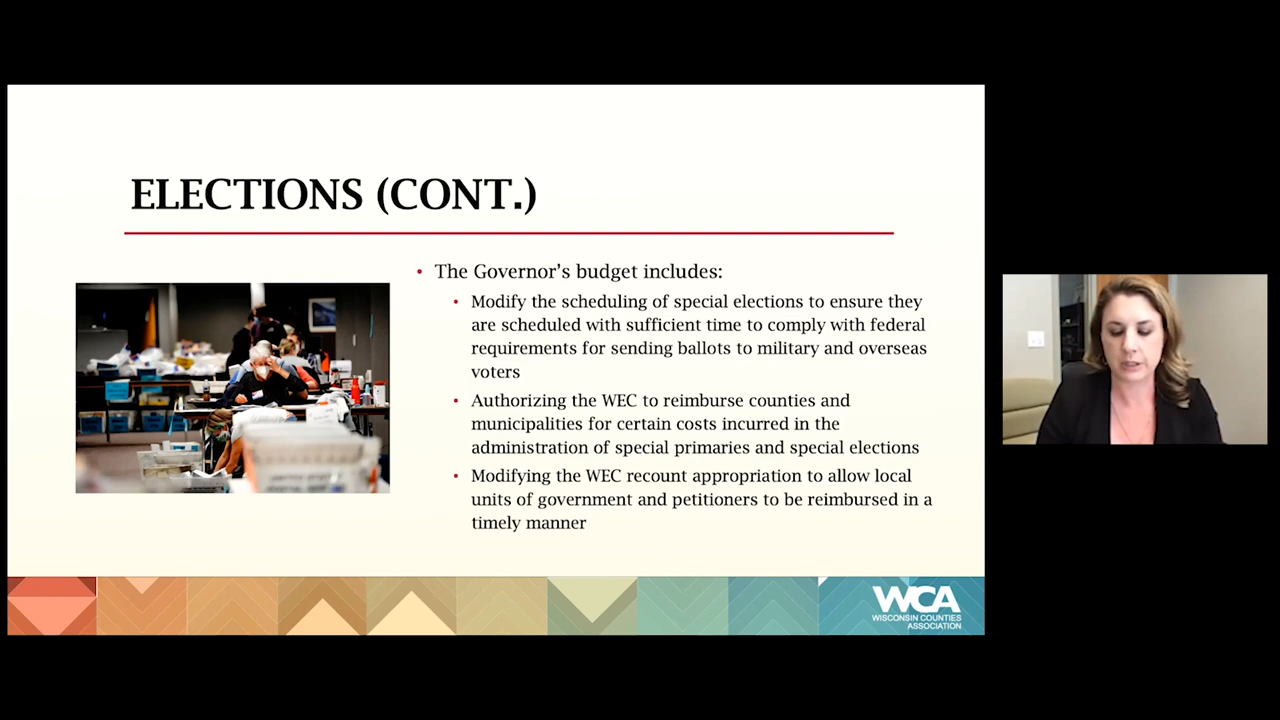 ELECTIONS (CONT.)
• The Governor's budget includes:
• Modify the scheduling of special elections to ensure they
are scheduled with sufficient time to comply with federal
requirements for sending ballots to military and overseas
voters
• Authorizing the WEC to reimburse counties and
municipalities for certain costs incurred in the
administration of special primaries and special elections
• Modifying the WEC recount appropriation to allow local
units of government and petitioners to be reimbursed in a
timely manner
WCA
WISCONSIN COUNTIES
ASSOCIATION